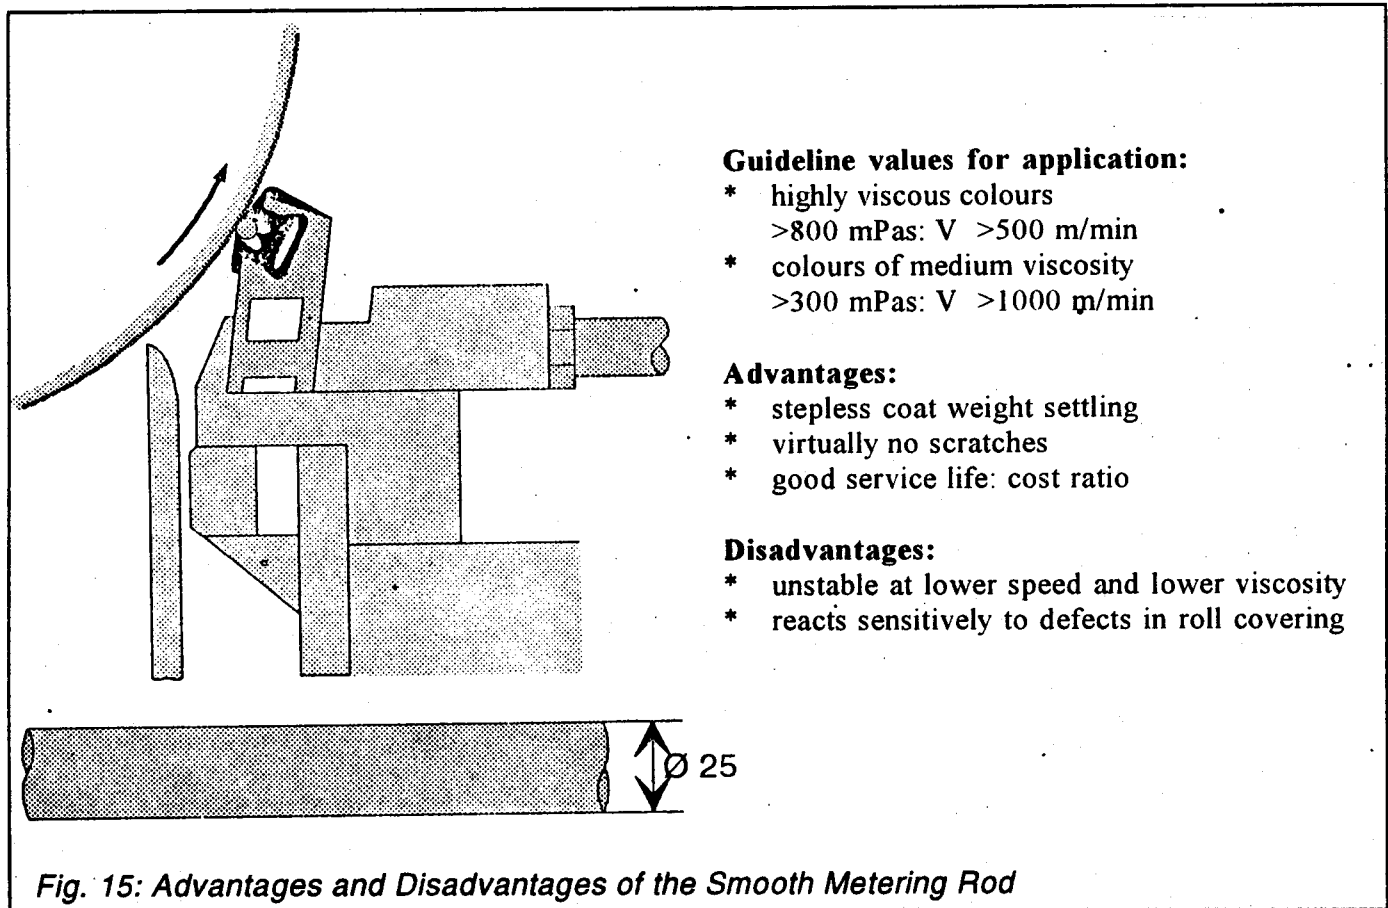 Guideline values for application:
* highly viscous colours
>800 mPas: V >500 m/min
* colours of medium viscosity
>300 mPas: V >1000 m/min
Advantages:
* stepless coat weight settling
* virtually no scratches
* good service life: cost ratio
Disadvantages:
* unstable at lower speed and lower viscosity
* reacts sensitively to defects in roll covering
Ø 25
Fig. 15: Advantages and Disadvantages of the Smooth Metering Rod